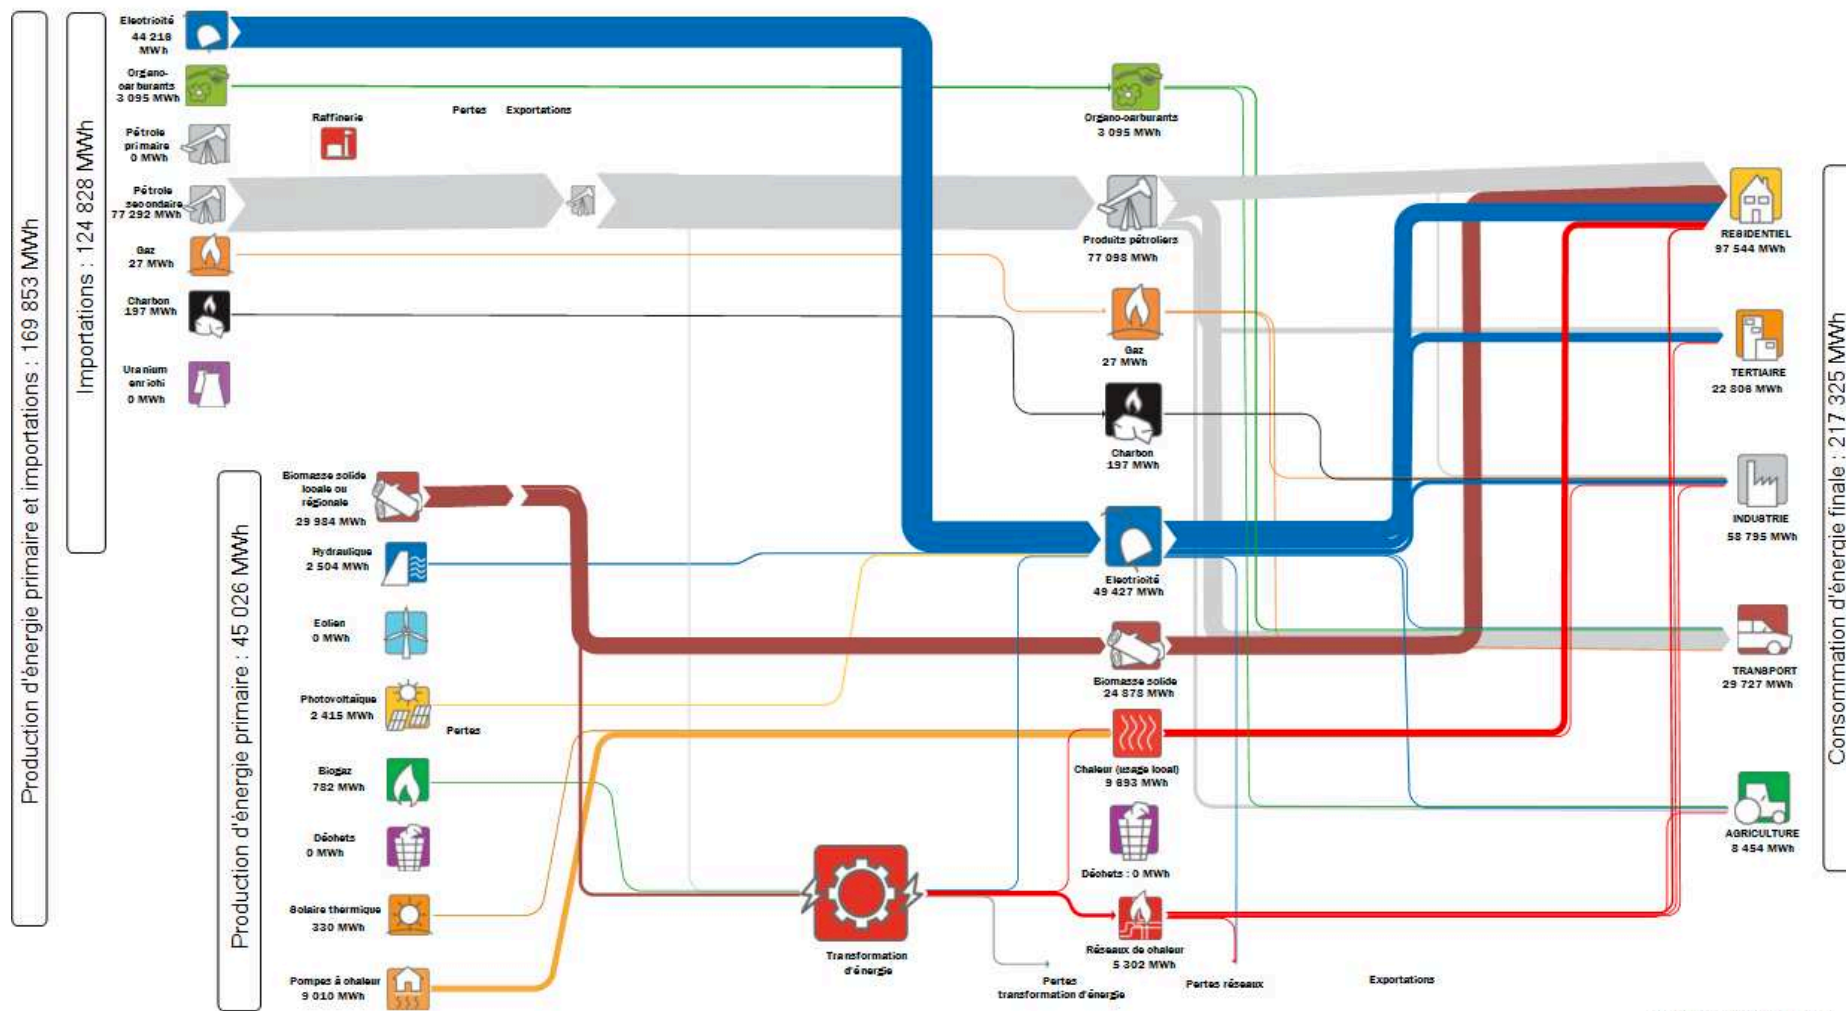 Production d'énergie primaire et importations : 169 853 MWh
Importations : 124 828 MWh
Electricité
44 218
MWh
Organo-
carburants
3 095 MWh
Pétrole
primaire
0 MWh
Pétrole
secondaire
77 292 MWh
Gaz
27 MWh
Charbon
197 MWh
Uranium
enrichi
0 MWh
Raffinerie
Pertes
Exportations
Production d'énergie primaire : 45 026 MWh
Biomasse solide
locale ou
régionale
29 984 MWh
Hydraulique
2 504 MWh
Eolien
0 MWh
Photovoltaïque
2 415 MWh
Pertes
Biogaz
782 MWh
Déchets
0 MWh
Solaire thermique
330 MWh
Pompes à chaleur
9 010 MWh
Transformation
d'énergie
Organo-carburants
3 095 MWh
Produits pétroliers
77 098 MWh
Gaz
27 MWh
Charbon
197 MWh
Electricité
49 427 MWh
Biomasse solide
24 878 MWh
Chaleur (usage local)
9 693 MWh
Déchets : 0 MWh
Réseaux de chaleur
5 302 MWh
Pertes
transformation d'énergie
Pertes réseaux
Exportations
RESIDENTIEL
97 544 MWh
TERTIAIRE
22 806 MWh
INDUSTRIE
58 795 MWh
TRANSPORT
29 727 MWh
AGRICULTURE
8 454 MWh
Consommation d'énergie finale : 217 325 MWh